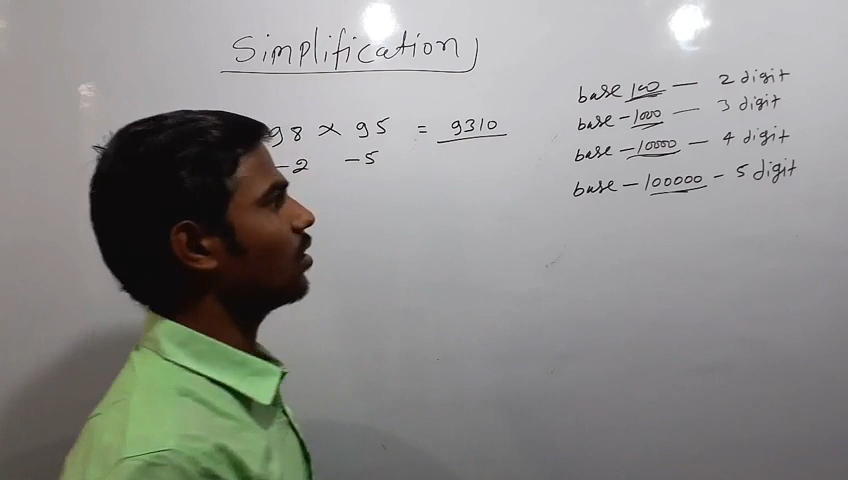 Simplification
98 × 95 = 9310
-2 -5
base 100 — 2 digit
base - 1000 — 3 digit
base - 10000 - 4 digit
base - 100000 - 5 digit